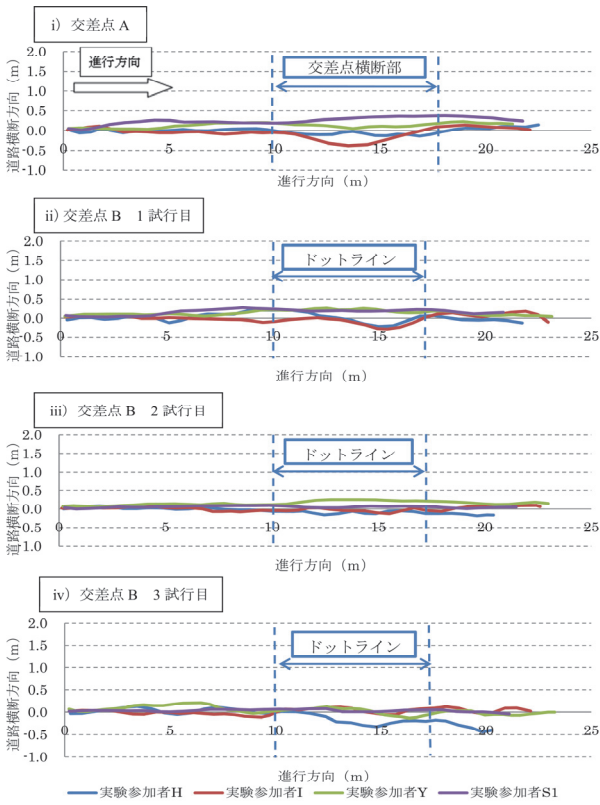 i）交差点 A
2.0
1.5
1.0
0.5
0.0
-0.5
-1.0
道路横断方向（m）
進行方向
交差点横断部
0 5 10 15 20 25
進行方向（m）
ii）交差点 B　1 試行目
2.0
1.5
1.0
0.5
0.0
0.5
1.0
道路横断方向（m）
ドットライン
0 5 10 15 20 25
進行方向（m）
iii）交差点 B　2 試行目
2.0
1.5
1.0
0.5
0.0
0.5
1.0
道路横断方向（m）
ドットライン
0 5 10 15 20 25
進行方向（m）
iv）交差点 B　3 試行目
2.0
1.5
1.0
0.5
0.0
-0.5
-1.0
道路横断方向（m）
ドットライン
0 5 10 15 20 25
進行方向（m）
実験参加者H 実験参加者I 実験参加者Y 実験参加者S1